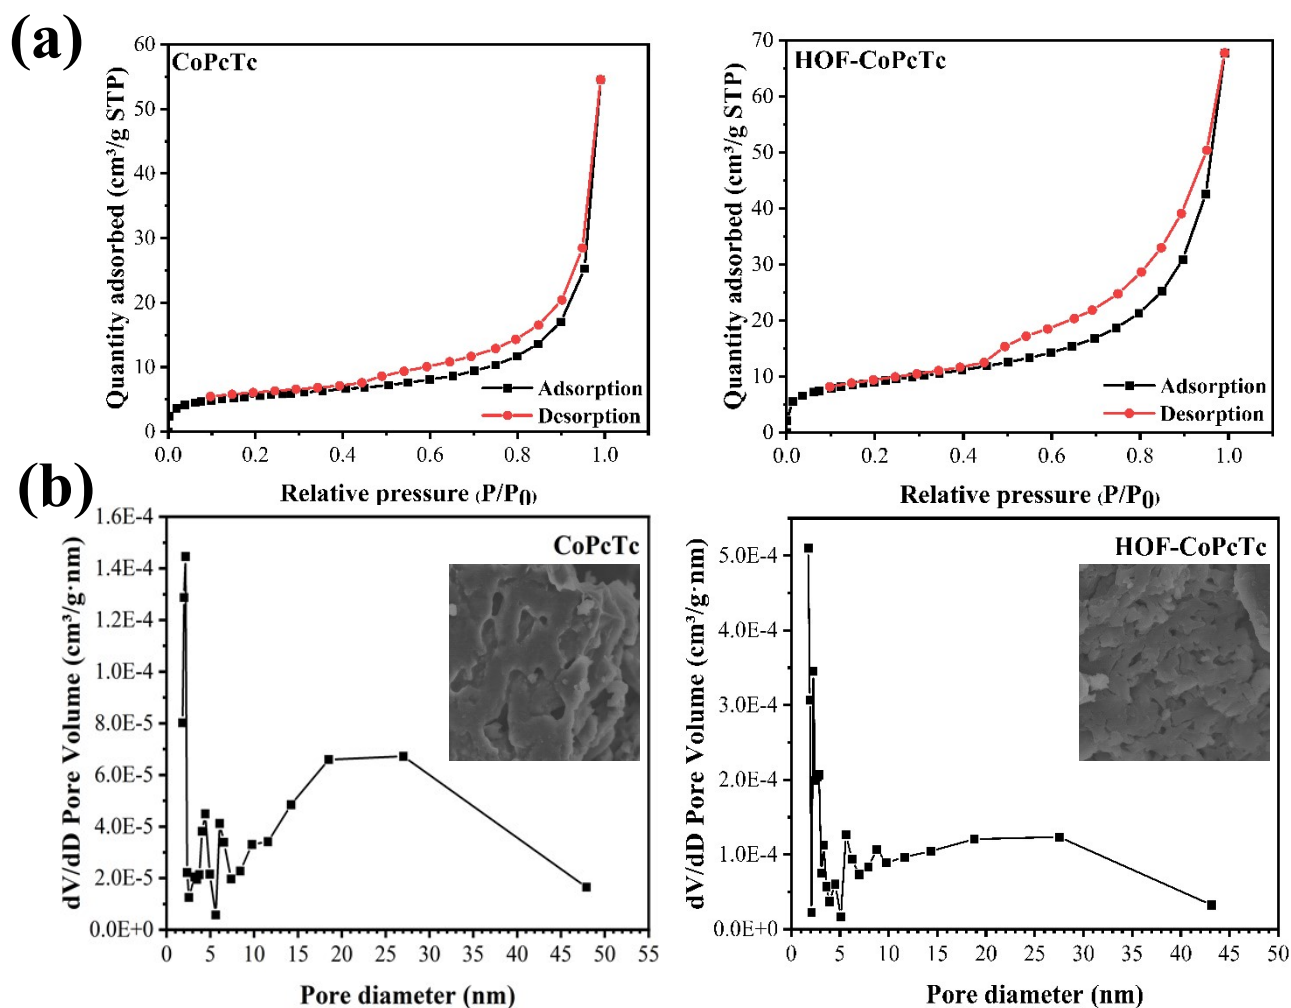 (a)
CoPcTc
Quantity adsorbed (cm³/g STP)
60
50
40
30
20
10
0
0.0 0.2 0.4 0.6 0.8 1.0
Adsorption
Desorption
Relative pressure (P/P0)
HOF-CoPcTc
Quantity adsorbed (cm³/g STP)
70
60
50
40
30
20
10
0
0.0 0.2 0.4 0.6 0.8 1.0
Adsorption
Desorption
Relative pressure (P/P0)
(b)
CoPcTc
dV/dD Pore Volume (cm³/g·nm)
1.6E-4
1.4E-4
1.2E-4
1.0E-4
8.0E-5
6.0E-5
4.0E-5
2.0E-5
0.0E+0
0 5 10 15 20 25 30 35 40 45 50 55
Pore diameter (nm)
HOF-CoPcTc
dV/dD Pore Volume (cm³/g·nm)
5.0E-4
4.0E-4
3.0E-4
2.0E-4
1.0E-4
0.0E+0
0 5 10 15 20 25 30 35 40 45 50
Pore diameter (nm)